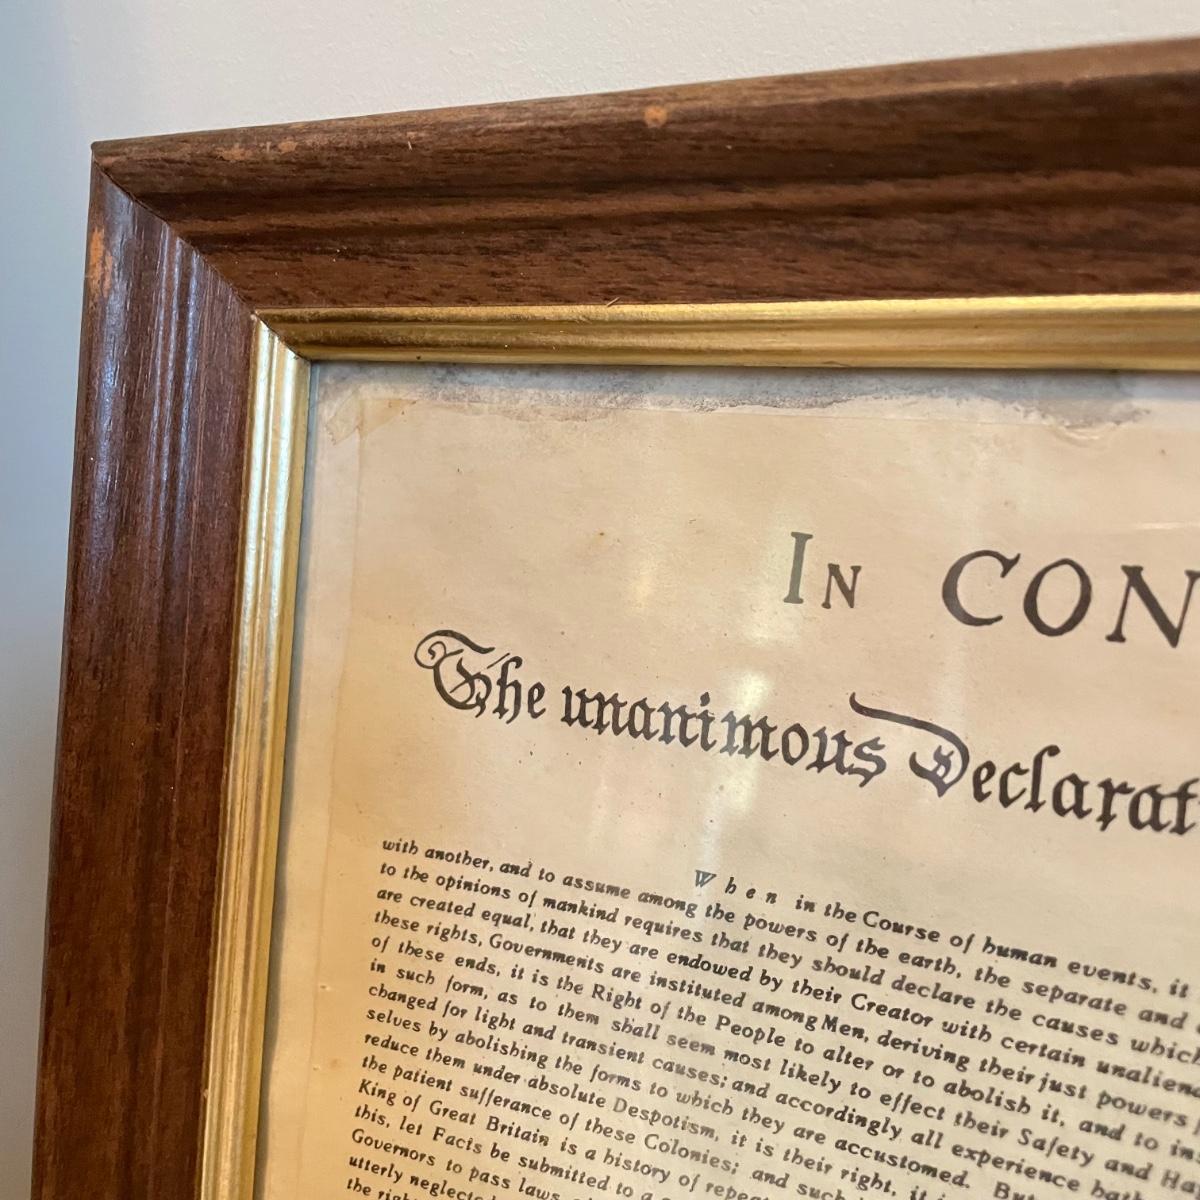 IN CON
The unanimous Declarat
When in the Course of human events, it
with another, and to assume among the powers of the earth, the separate and
to the opinions of mankind requires that they should declare the causes which
are created equal, that they are endowed by their Creator with certain unalien
these rights, Governments are instituted among Men, deriving their just powers
of these ends, it is the Right of the People to alter or to abolish it, and to ins
in such form, as to them shall seem most likely to effect their Safety and Ha
changed for light and transient causes; and accordingly all experience hath
selves by abolishing the forms to which they are accustomed. But
reduce them under absolute Despotism, it is their right, it i
the patient sufferance of these Colonies; and such
King of Great Britain is a history of repeat
this, let Facts be submitted to a
Governors to pass laws
utterly neglecte
the righ